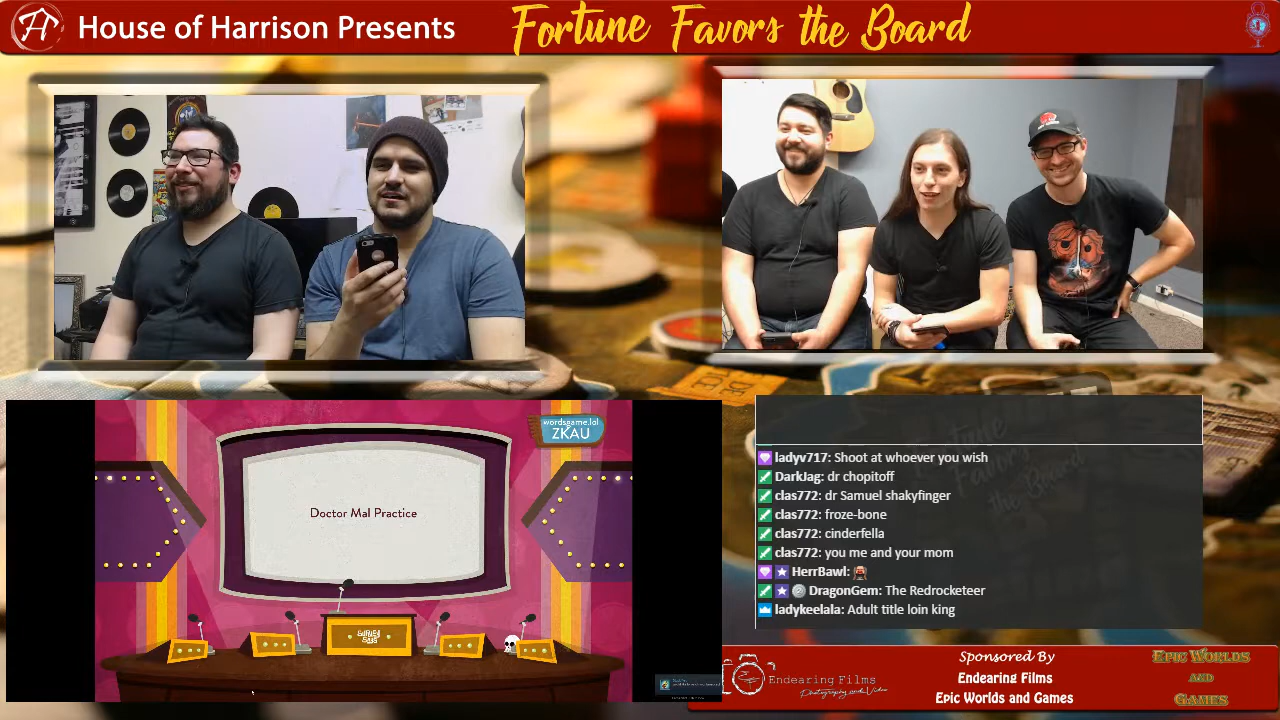 House of Harrison Presents
Fortune Favors the Board
wordsgame.lol
ZKAU
Doctor Mal Practice
ladyv717: Shoot at whoever you wish
DarkJag: dr chopitoff
clas772: dr Samuel shakyfinger
clas772: froze-bone
clas772: cinderfella
clas772: you me and your mom
HerrBawl:
DragonGem: The Redrocketeer
ladykeelala: Adult title loin king
Endearing Films
Photography and Video
Sponsored By
Endearing Films
Epic Worlds and Games
Epic Worlds
and
Games